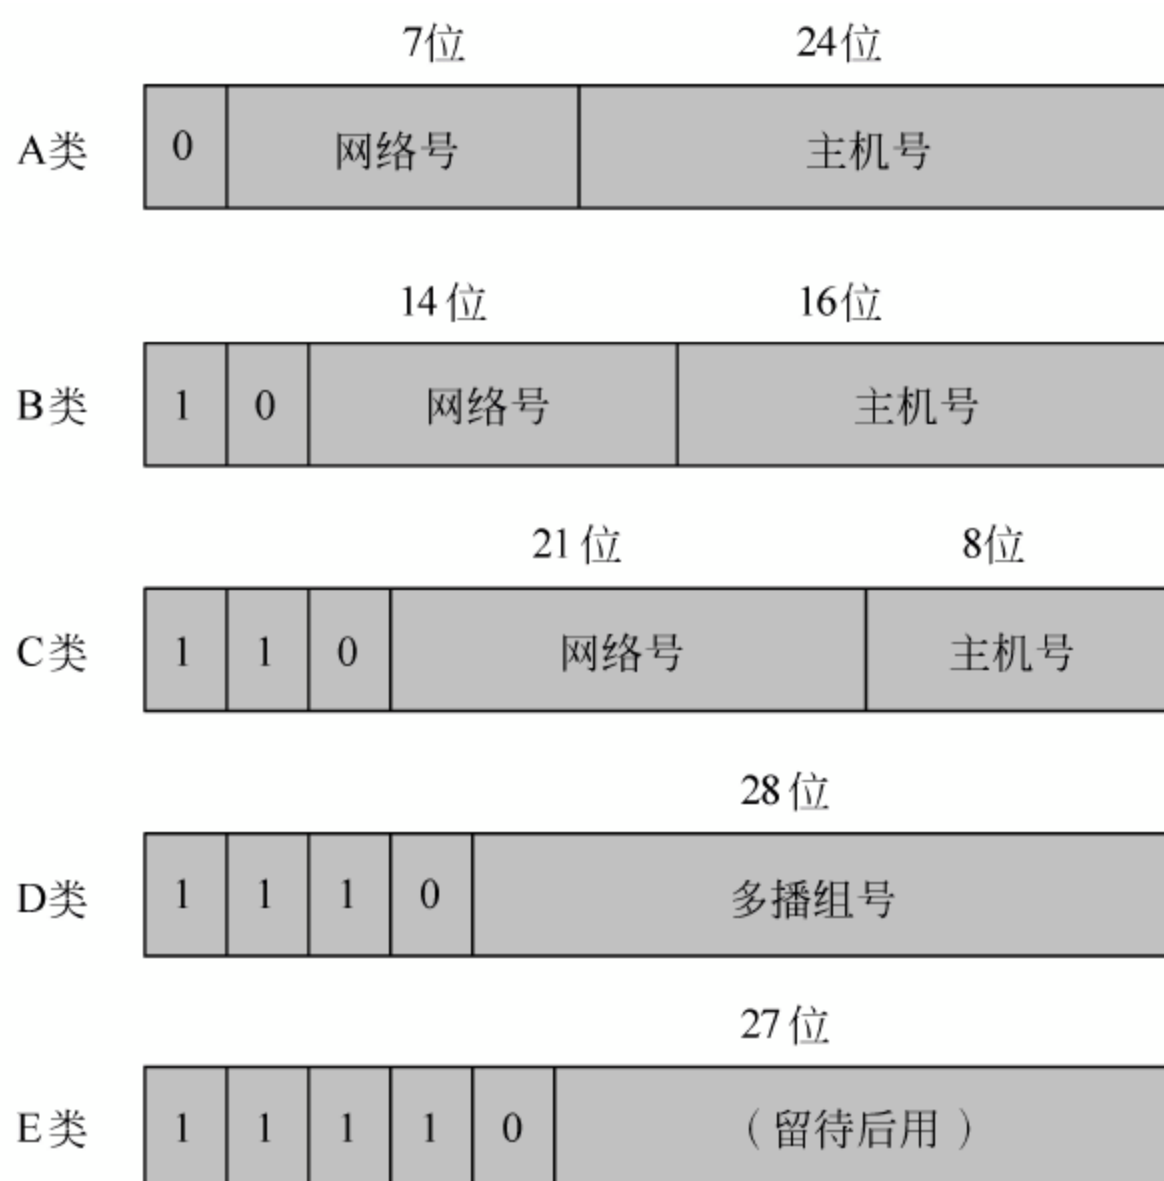 7位 24位
A类 0 网络号 主机号
14位 16位
B类 1 0 网络号 主机号
21位 8位
C类 1 1 0 网络号 主机号
28位
D类 1 1 1 0 多播组号
27位
E类 1 1 1 1 0 （留待后用）